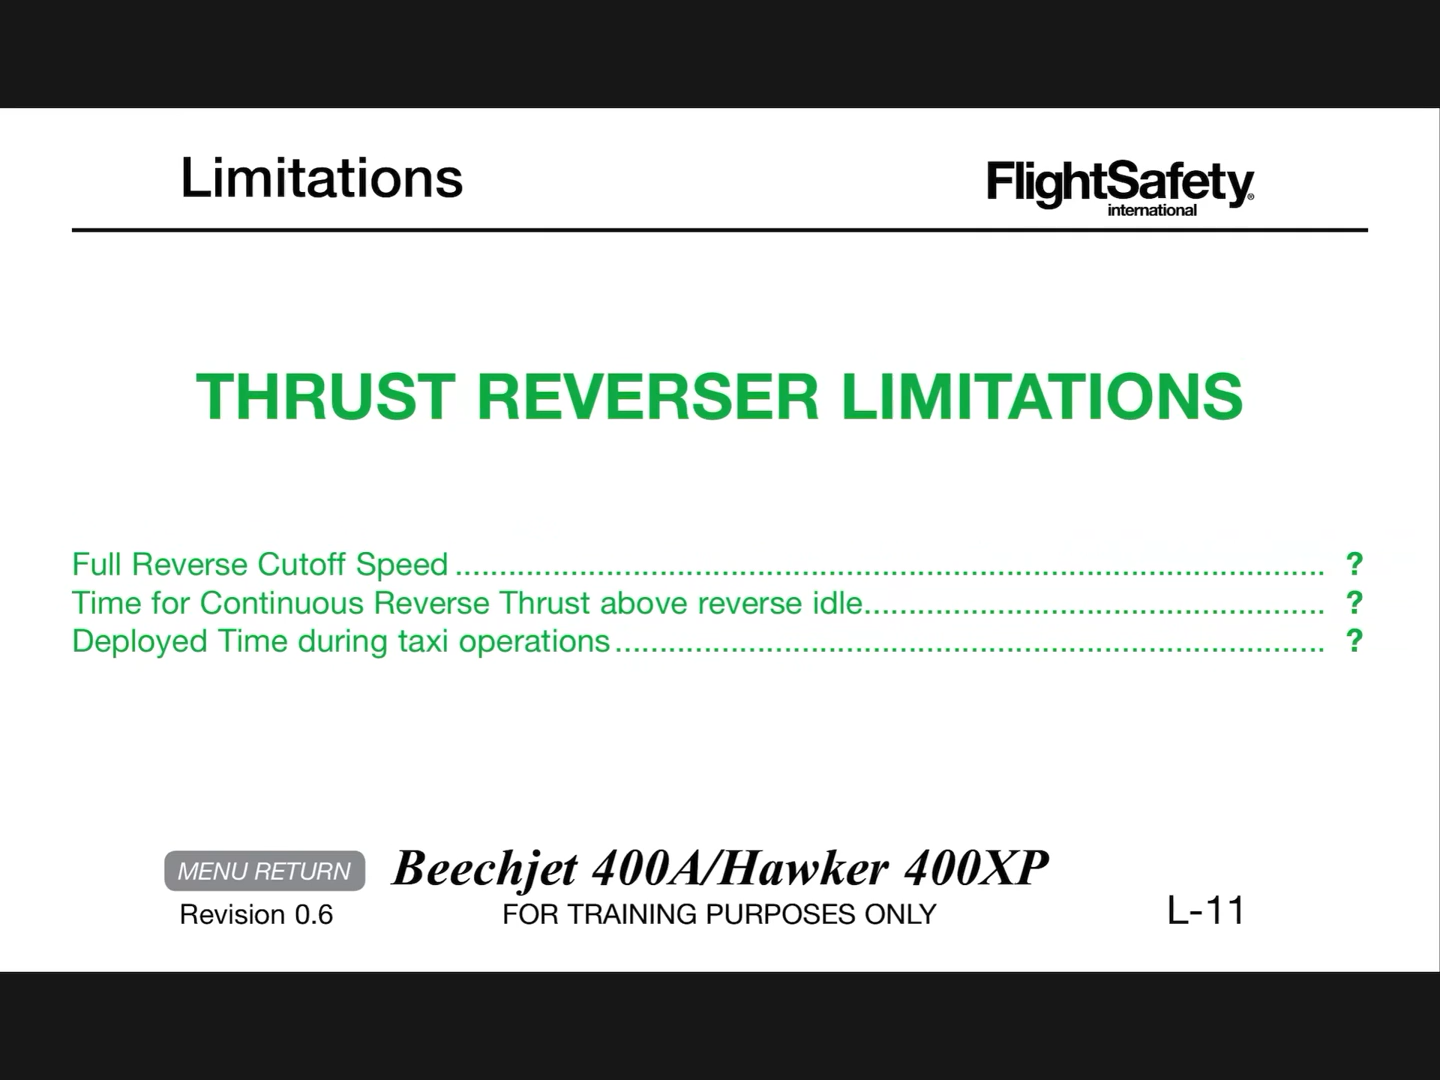 Limitations
FlightSafety®
international
THRUST REVERSER LIMITATIONS
Full Reverse Cutoff Speed ........................................................................................ ?
Time for Continuous Reverse Thrust above reverse idle.............................................. ?
Deployed Time during taxi operations ....................................................................... ?
MENU RETURN
Beechjet 400A/Hawker 400XP
Revision 0.6
FOR TRAINING PURPOSES ONLY
L-11